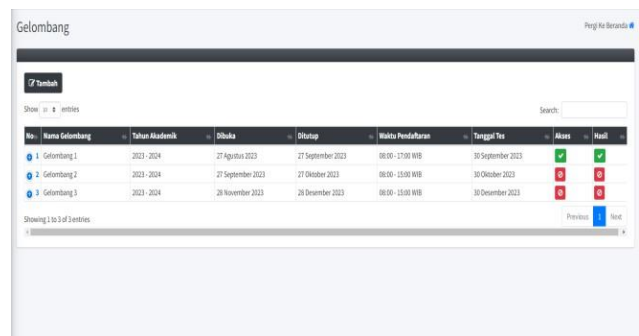 Gelombang
Pergi Ke Beranda
Tambah
Show 10 entries
Search:
No Nama Gelombang Tahun Akademik Dibuka Ditutup Waktu Pendaftaran Tanggal Tes Akses Hasil
1 Gelombang 1 2023 - 2024 27 Agustus 2023 27 September 2023 08:00 - 17:00 WIB 30 September 2023
2 Gelombang 2 2023 - 2024 27 September 2023 27 Oktober 2023 08:00 - 15:00 WIB 30 Oktober 2023
3 Gelombang 3 2023 - 2024 28 November 2023 26 Desember 2023 08:00 - 15:00 WIB 30 Desember 2023
Showing 1 to 3 of 3 entries
Previous 1 Next